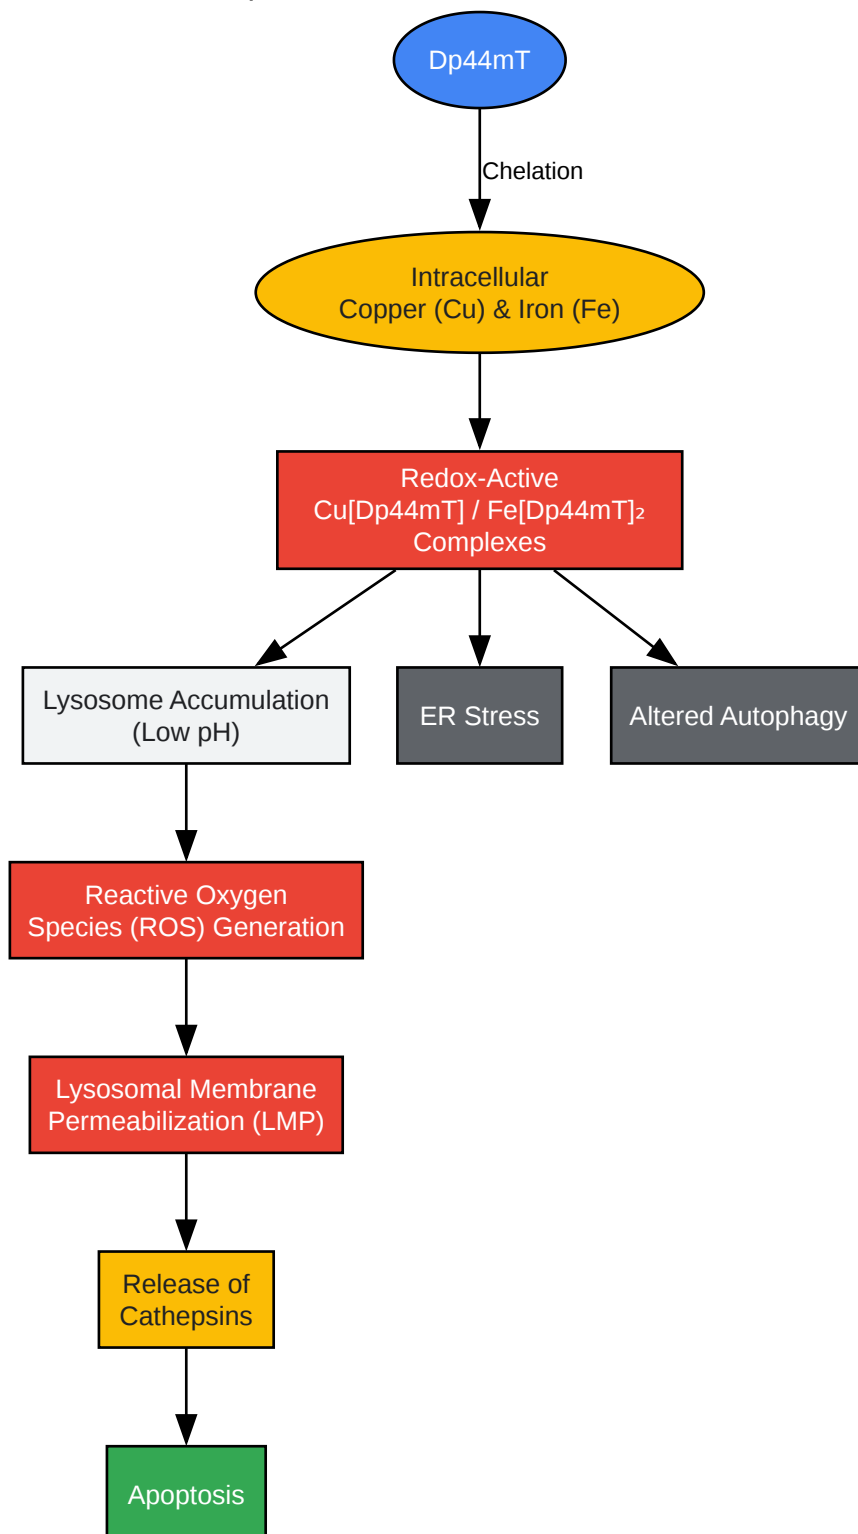 Dp44mT
Chelation
Intracellular
Copper (Cu) & Iron (Fe)
Redox-Active
Cu[Dp44mT] / Fe[Dp44mT]₂
Complexes
Lysosome Accumulation
(Low pH)
ER Stress
Altered Autophagy
Reactive Oxygen
Species (ROS) Generation
Lysosomal Membrane
Permeabilization (LMP)
Release of
Cathepsins
Apoptosis